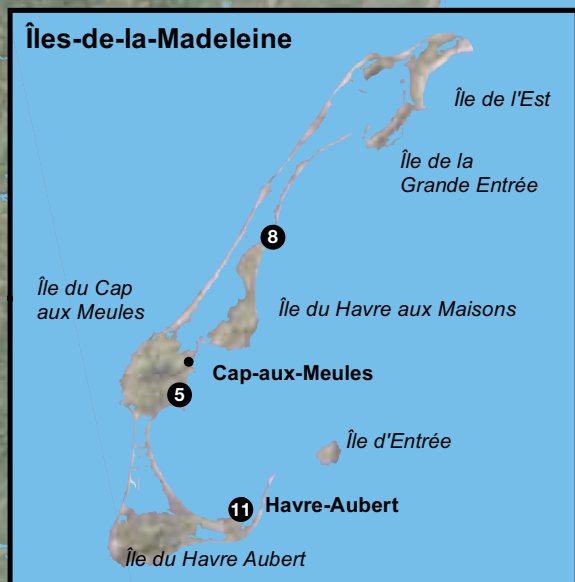 Îles-de-la-Madeleine
Île de l'Est
Île de la
Grande Entrée
8
Île du Cap
aux Meules
Île du Havre aux Maisons
Cap-aux-Meules
5
Île d'Entrée
11
Havre-Aubert
Île du Havre Aubert